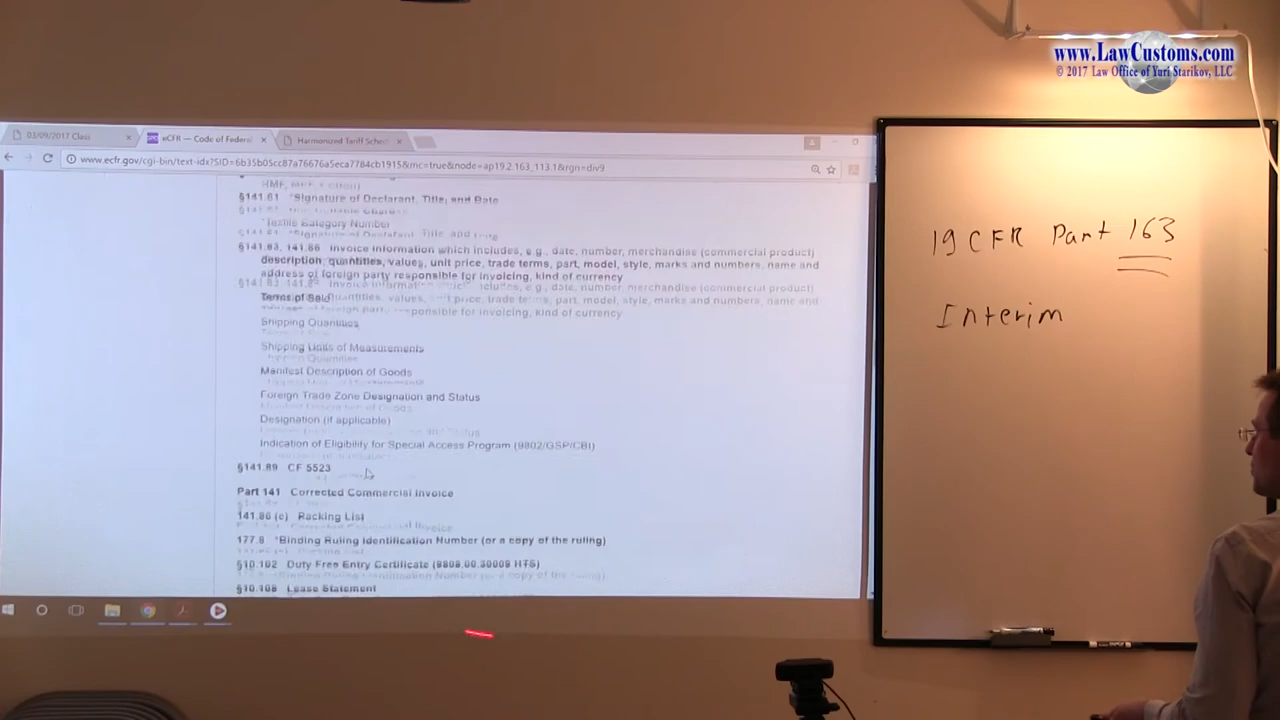 www.LawCustoms.com
© 2017 Law Office of Yuri Starikov, LLC
03/09/2017 Class
eCFR — Code of Federal
Harmonized Tariff Sched
www.ecfr.gov/cgi-bin/text-idx?SID=6b35b05cc87a76676a5eca7784cb1915&mc=true&node=ap19.2.163_113.1&rgn=div9
§141.61 *Signature of Declarant, Title, and Date
*Textile Category Number
§141.83, 141.86 Invoice information which includes, e.g., date, number, merchandise (commercial product)
description, quantities, values, unit price, trade terms, part, model, style, marks and numbers, name and
address of foreign party responsible for invoicing, kind of currency
Terms of Sale
Shipping Quantities
Shipping Units of Measurements
Manifest Description of Goods
Foreign Trade Zone Designation and Status
Designation (if applicable)
Indication of Eligibility for Special Access Program (9802/GSP/CBI)
§141.89 CF 5523
Part 141 Corrected Commercial Invoice
141.86 (e) Packing List
177.8 *Binding Ruling Identification Number (or a copy of the ruling)
§10.102 Duty Free Entry Certificate (9808.00.30009 HTS)
§10.108 Lease Statement
19 CFR Part 163
Interim